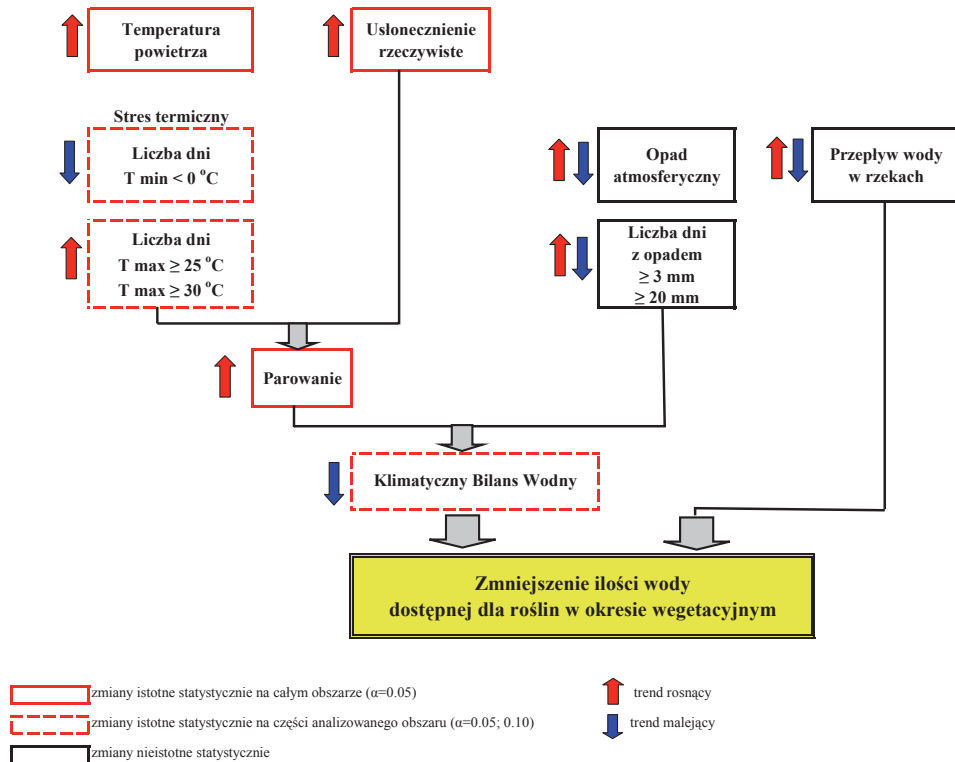 Temperatura
powietrza
Usłonecznienie
rzeczywiste
Stres termiczny
Liczba dni
T min < 0 °C
Liczba dni
T max ≥ 25 °C
T max ≥ 30 °C
Opad
atmosferyczny
Przepływ wody
w rzekach
Liczba dni
z opadem
≥ 3 mm
≥ 20 mm
Parowanie
Klimatyczny Bilans Wodny
Zmniejszenie ilości wody
dostępnej dla roślin w okresie wegetacyjnym
zmiany istotne statystycznie na całym obszarze (α=0.05)
zmiany istotne statystycznie na części analizowanego obszaru (α=0.05; 0.10)
zmiany nieistotne statystycznie
trend rosnący
trend malejący